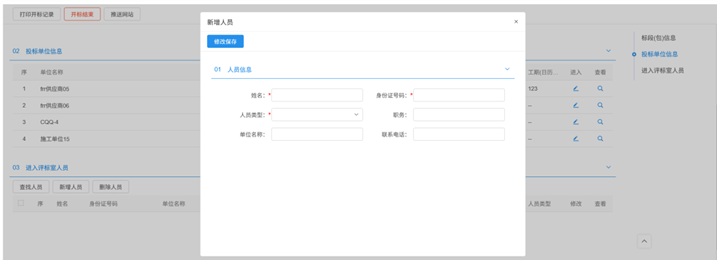 打印开标记录 开标结束 推送网站
新增人员 ×
修改保存
01 人员信息
姓名：* 身份证号码：*
人员类型：* 职务：
单位名称： 联系电话：
02 投标单位信息
序 单位名称 工期(日历... 进入 查看
1 ltr供应商05 123
2 ltr供应商06 --
3 CQQ-4 --
4 施工单位15 --
03 进入评标室人员
查找人员 新增人员 删除人员
序 姓名 身份证号码 单位名称 人员类型 修改 查看
标段(包)信息
投标单位信息
进入评标室人员